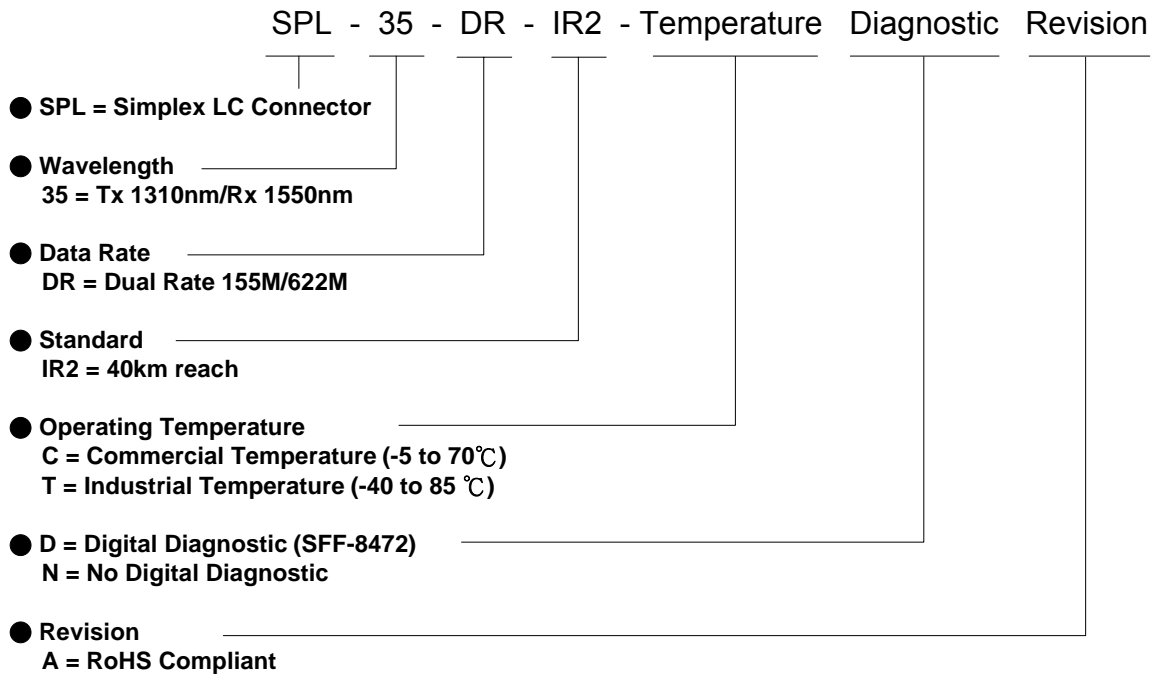 SPL - 35 - DR - IR2 - Temperature Diagnostic Revision
● SPL = Simplex LC Connector
● Wavelength
35 = Tx 1310nm/Rx 1550nm
● Data Rate
DR = Dual Rate 155M/622M
● Standard
IR2 = 40km reach
● Operating Temperature
C = Commercial Temperature (-5 to 70℃)
T = Industrial Temperature (-40 to 85 ℃)
● D = Digital Diagnostic (SFF-8472)
N = No Digital Diagnostic
● Revision
A = RoHS Compliant